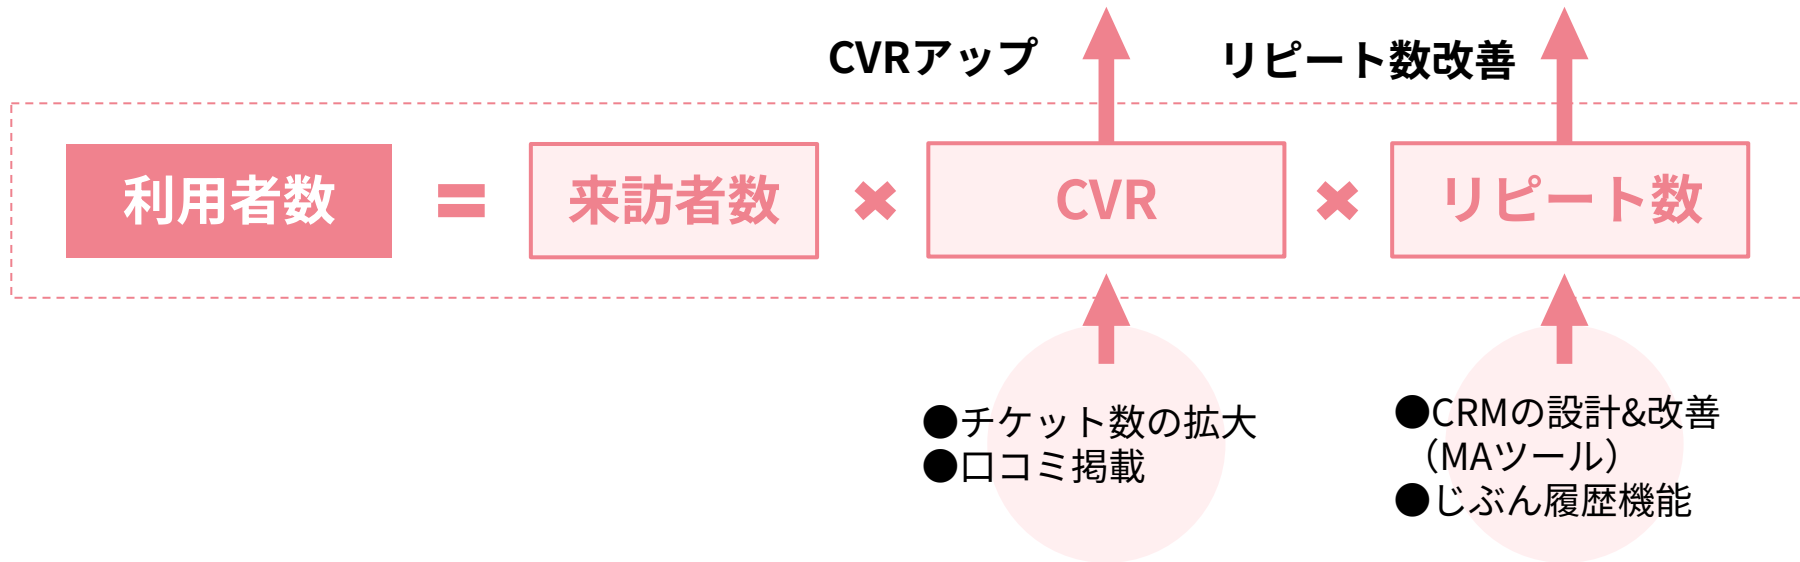 CVRアップ
リピート数改善
利用者数 = 来訪者数 × CVR × リピート数
●チケット数の拡大
●口コミ掲載
●CRMの設計&改善
（MAツール）
●じぶん履歴機能